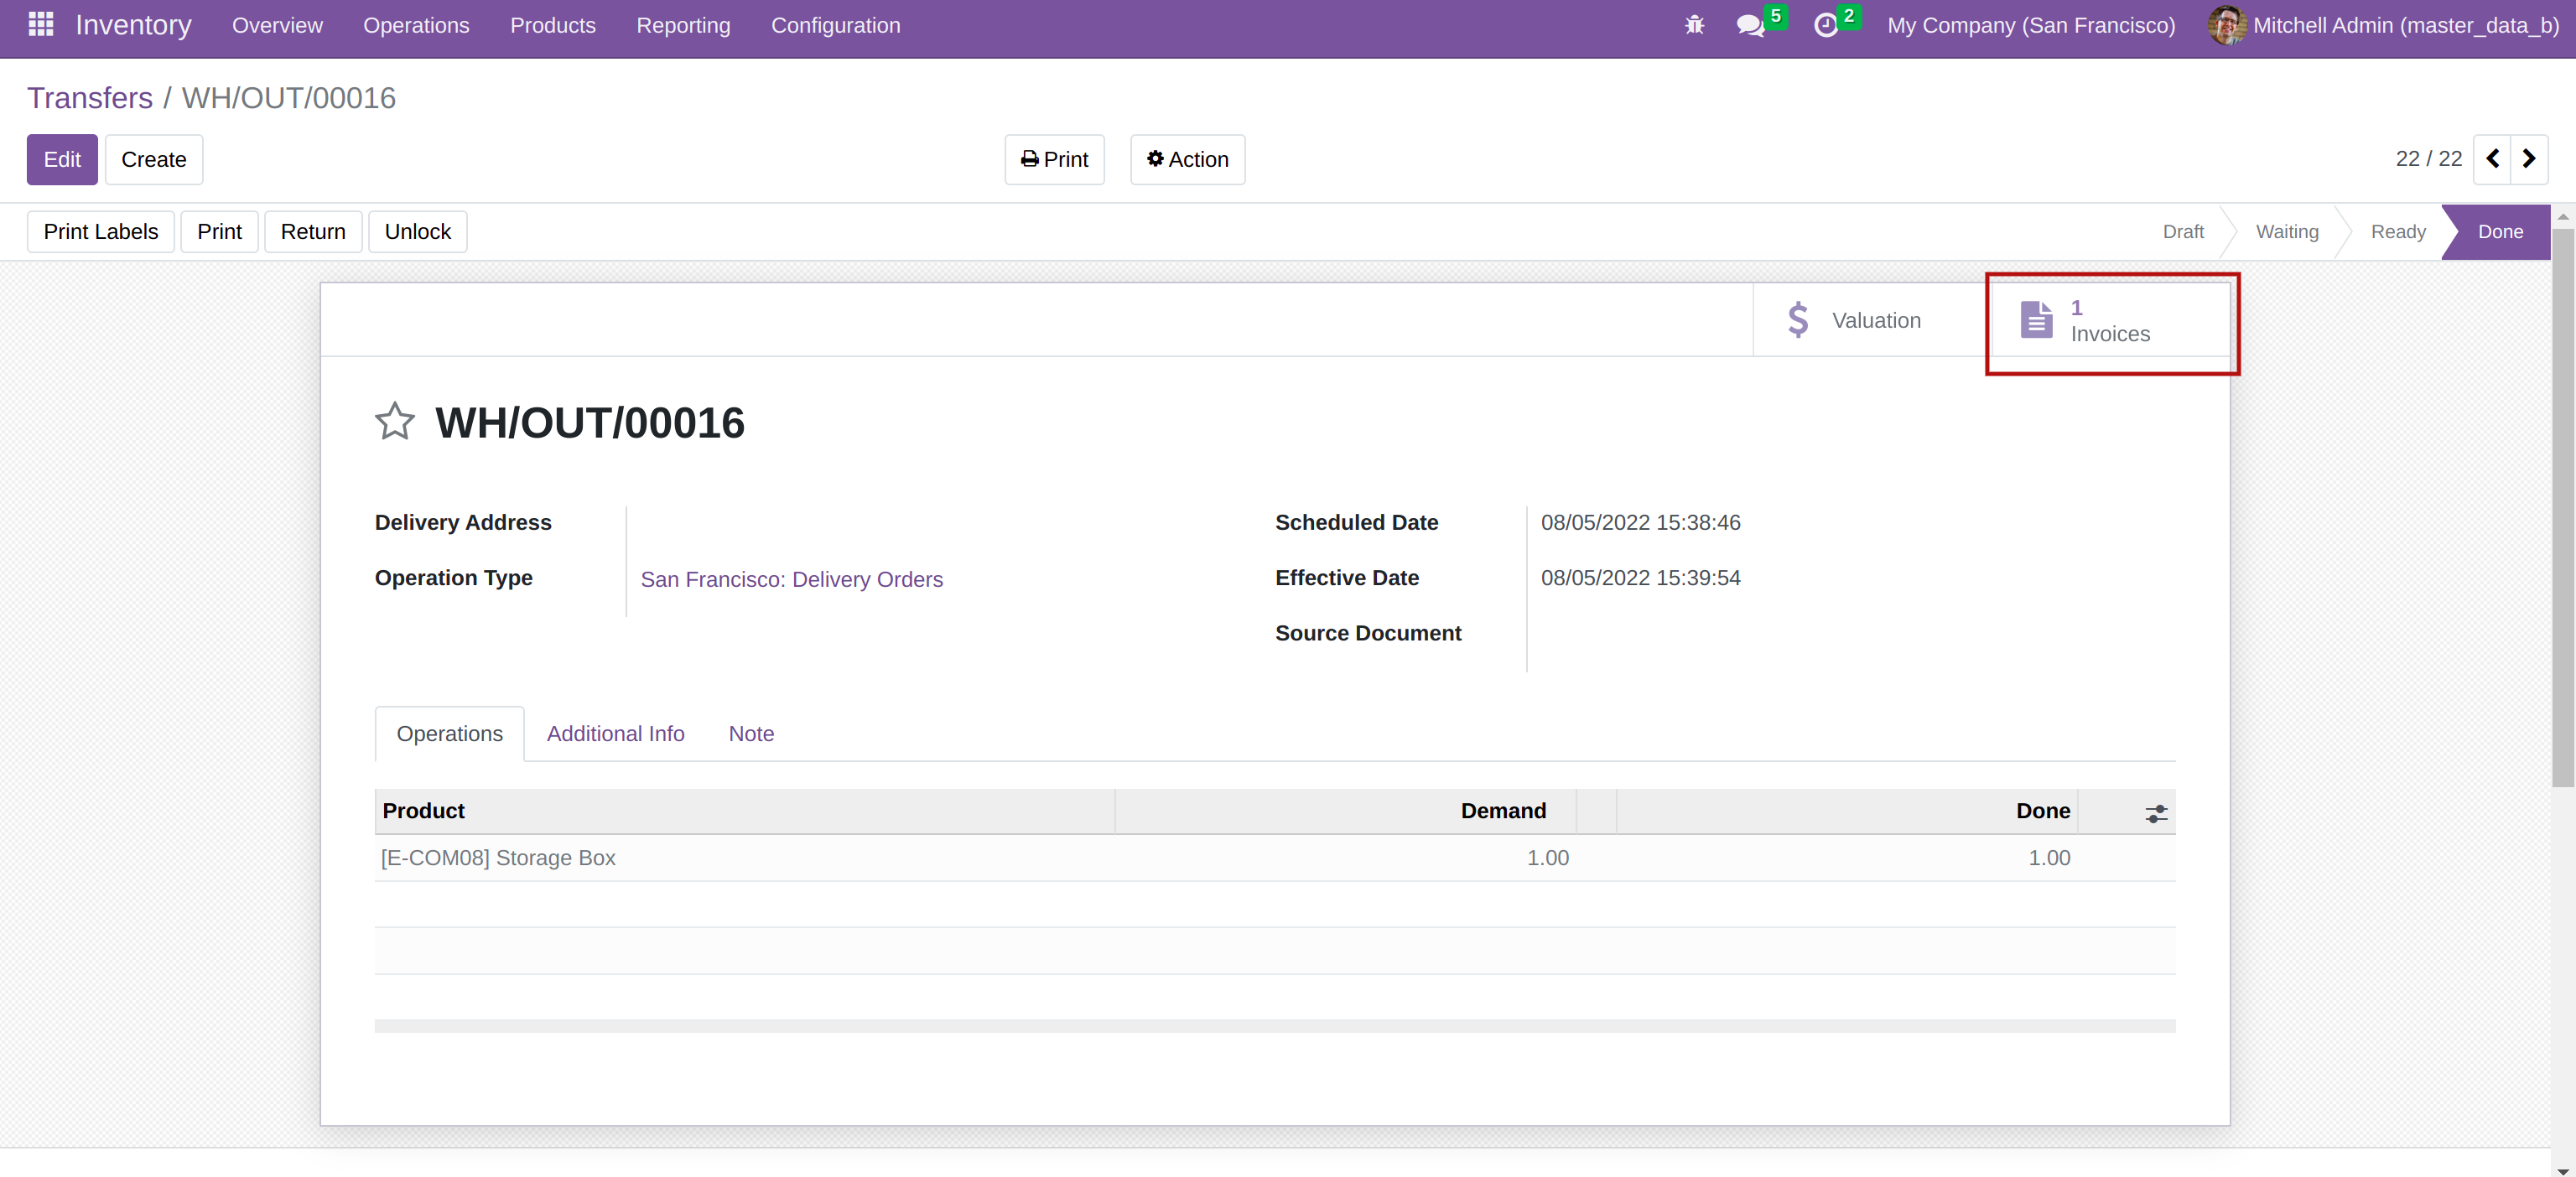 Inventory Overview Operations Products Reporting Configuration 5 2 My Company (San Francisco) Mitchell Admin (master_data_b)
Transfers / WH/OUT/00016
Edit Create Print Action 22 / 22
Print Labels Print Return Unlock Draft Waiting Ready Done
$ Valuation 1 Invoices
WH/OUT/00016
Delivery Address Scheduled Date 08/05/2022 15:38:46
Operation Type San Francisco: Delivery Orders Effective Date 08/05/2022 15:39:54
Source Document
Operations Additional Info Note
Product Demand Done
[E-COM08] Storage Box 1.00 1.00